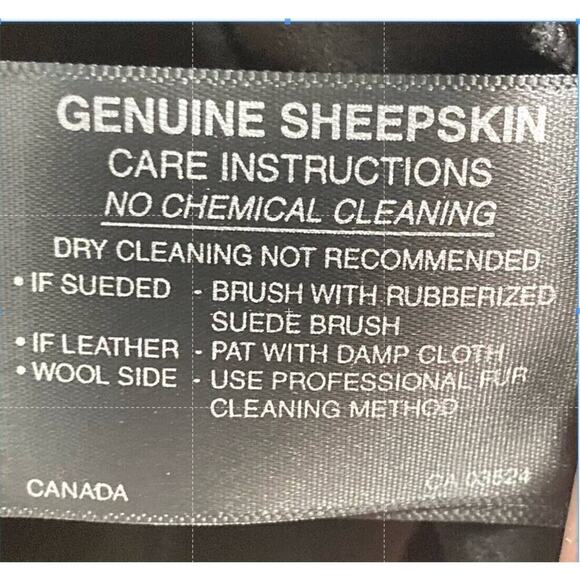 GENUINE SHEEPSKIN
CARE INSTRUCTIONS
NO CHEMICAL CLEANING
DRY CLEANING NOT RECOMMENDED
• IF SUEDED - BRUSH WITH RUBBERIZED
SUEDE BRUSH
• IF LEATHER - PAT WITH DAMP CLOTH
• WOOL SIDE - USE PROFESSIONAL FUR
CLEANING METHOD
CANADA CA 03524